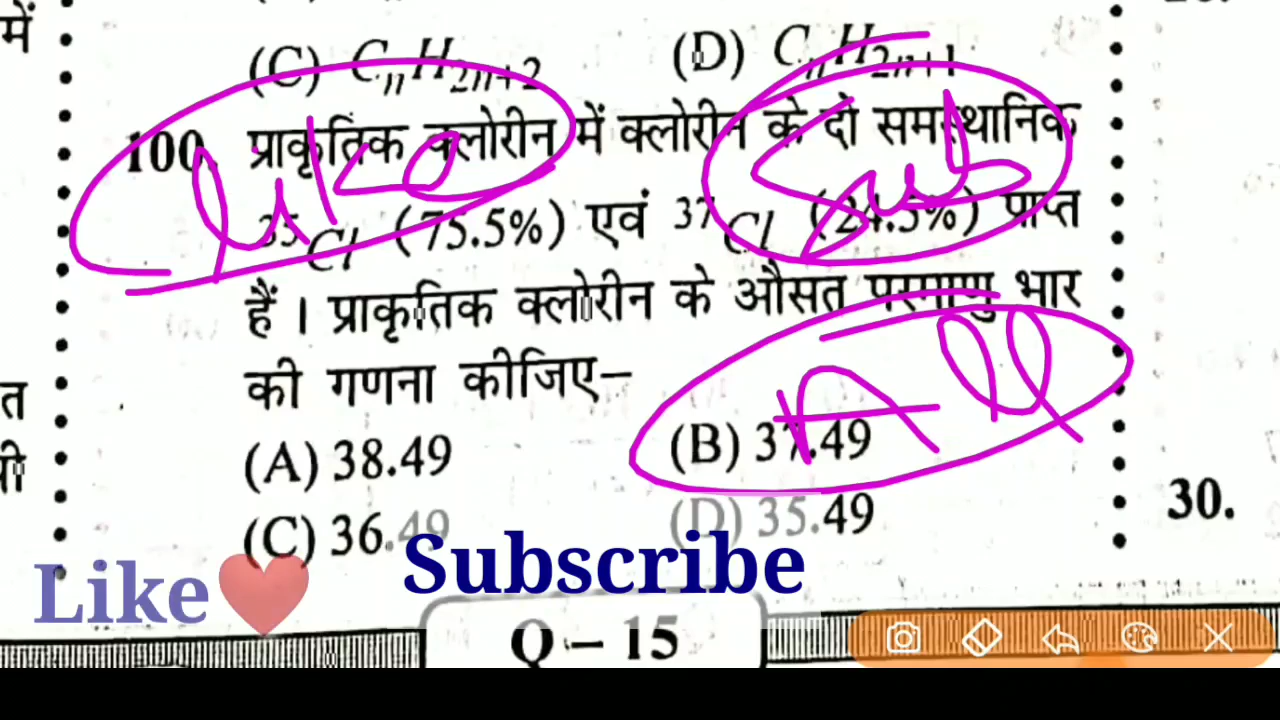 में
(C) CₙH₂ₙ₊₂ (D) CₙH₂ₙ₊₁
100. प्राकृतिक क्लोरीन में क्लोरीन के दो समस्थानिक
³⁵Cl (75.5%) एवं ³⁷Cl (24.5%) प्राप्त
हैं । प्राकृतिक क्लोरीन के औसत परमाणु भार
की गणना कीजिए–
त
(A) 38.49 (B) 37.49
(C) 36.49 (D) 35.49
30.
Like Sub All
Like Subscribe
Q – 15